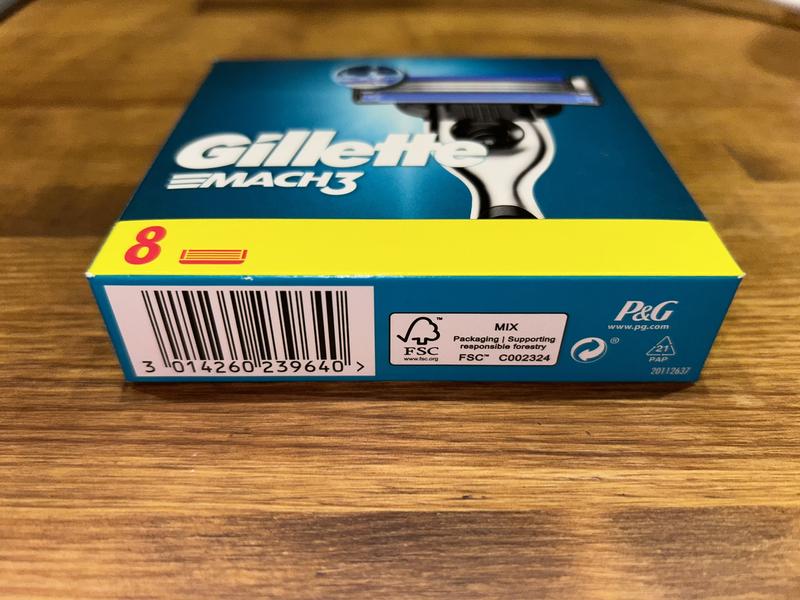 Gillette
MACH3
8
3 014260 239640 >
FSC™
www.fsc.org
MIX
Packaging | Supporting
responsible forestry
FSC™ C002324
®
P&G
www.pg.com
21
PAP
20112637